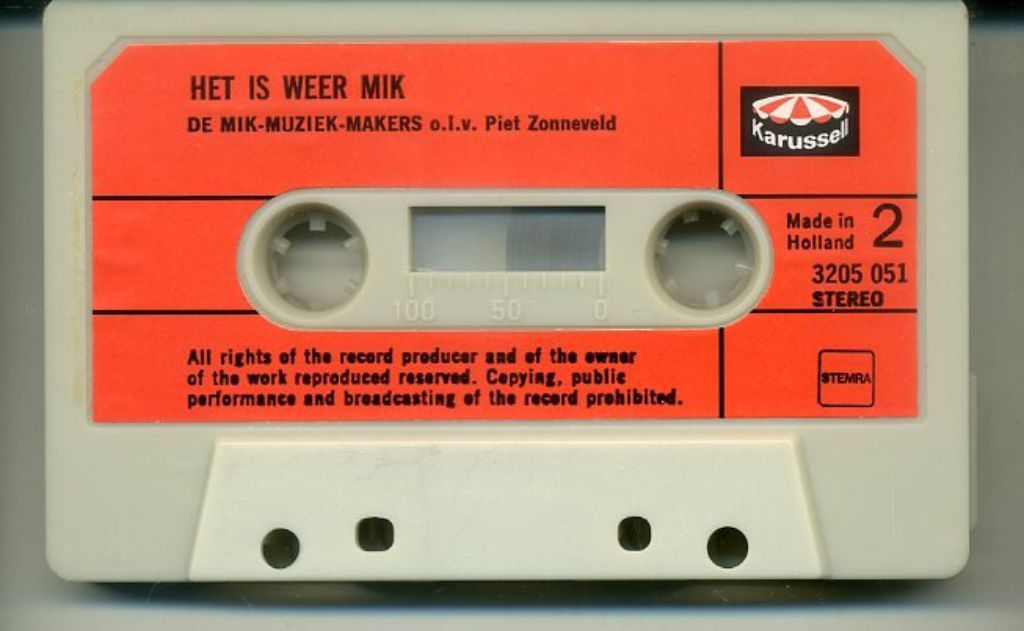 HET IS WEER MIK
DE MIK-MUZIEK-MAKERS o.l.v. Piet Zonneveld
Karussell
Made in
Holland
2
3205 051
STEREO
100 50 0
All rights of the record producer and of the owner
of the work reproduced reserved. Copying, public
performance and broadcasting of the record prohibited.
STEMRA